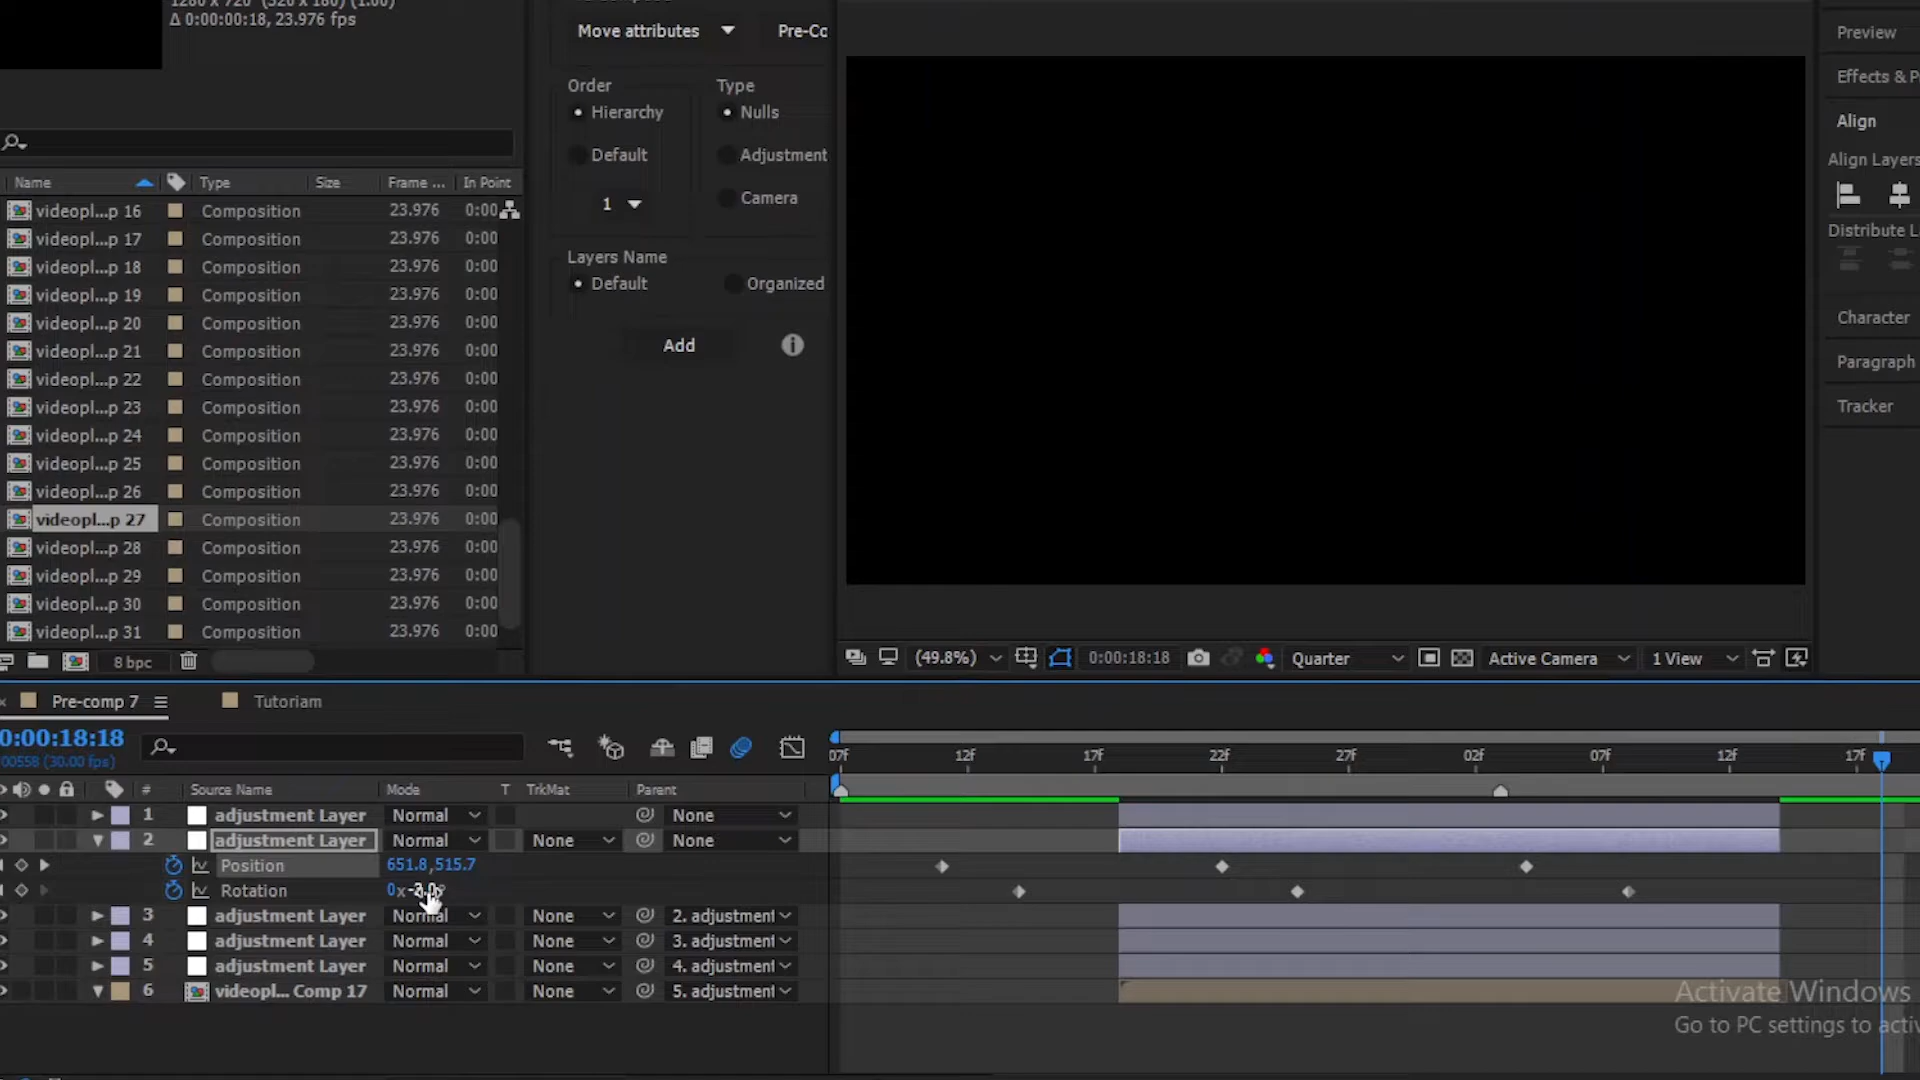 Δ 0:00:00:18, 23.976 fps
Move attributes
Pre-Co
Order
Type
Hierarchy
Nulls
Default
Adjustment
1
Camera
Layers Name
Default
Organized
Add
Preview
Effects & P
Align
Align Layers
Distribute L
Character
Paragraph
Tracker
Name Type Size Frame ... In Point
videopl...p 16 Composition 23.976 0:00
videopl...p 17 Composition 23.976 0:00
videopl...p 18 Composition 23.976 0:00
videopl...p 19 Composition 23.976 0:00
videopl...p 20 Composition 23.976 0:00
videopl...p 21 Composition 23.976 0:00
videopl...p 22 Composition 23.976 0:00
videopl...p 23 Composition 23.976 0:00
videopl...p 24 Composition 23.976 0:00
videopl...p 25 Composition 23.976 0:00
videopl...p 26 Composition 23.976 0:00
videopl...p 27 Composition 23.976 0:00
videopl...p 28 Composition 23.976 0:00
videopl...p 29 Composition 23.976 0:00
videopl...p 30 Composition 23.976 0:00
videopl...p 31 Composition 23.976 0:00
8 bpc
(49.8%) 0:00:18:18 Quarter Active Camera 1 View
Pre-comp 7 Tutoriam
0:00:18:18
00558 (30.00 fps)
07f 12f 17f 22f 27f 02f 07f 12f 17f
# Source Name Mode T TrkMat Parent
1 adjustment Layer Normal None
2 adjustment Layer Normal None None
Position 651.8,515.7
Rotation 0x
3 adjustment Layer Normal None 2. adjustment
4 adjustment Layer Normal None 3. adjustment
5 adjustment Layer Normal None 4. adjustment
6 videopl... Comp 17 Normal None 5. adjustment
Activate Windows
Go to PC settings to activ